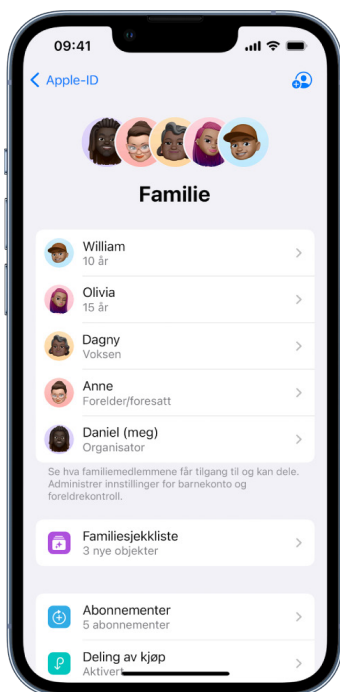 09:41
Apple-ID
Familie
William
10 år
Olivia
15 år
Dagny
Voksen
Anne
Forelder/foresatt
Daniel (meg)
Organisator
Se hva familiemedlemmene får tilgang til og kan dele.
Administrer innstillinger for barnekonto og
foreldrekontroll.
Familiesjekkliste
3 nye objekter
Abonnementer
5 abonnementer
Deling av kjøp
Aktivert